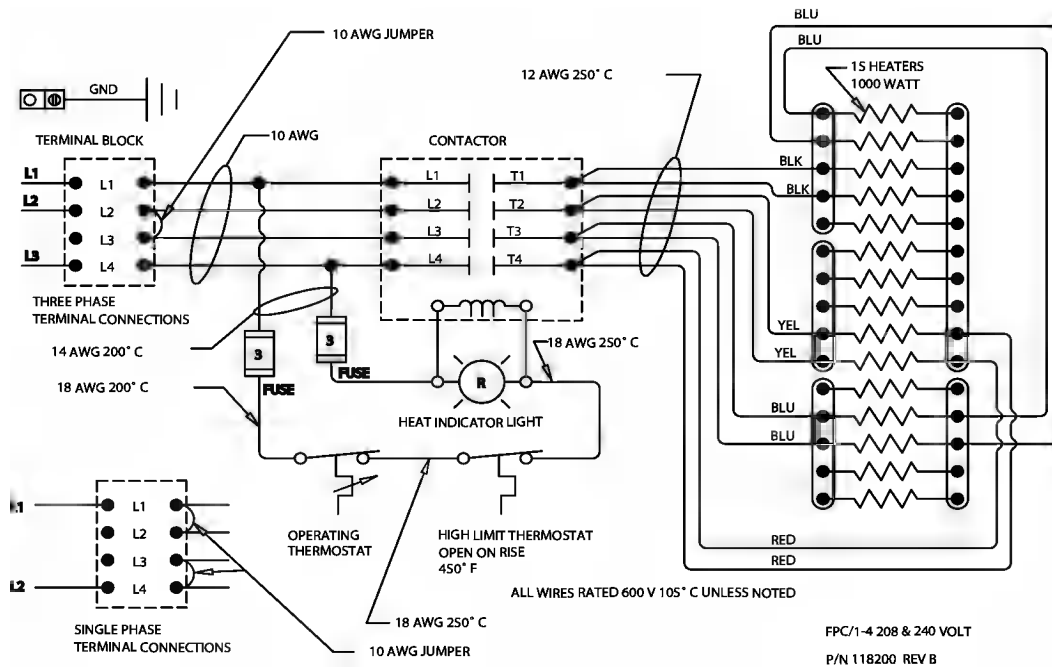 BLU
10 AWG JUMPER
BLU
12 AWG 250° C
15 HEATERS
1000 WATT
GND
TERMINAL BLOCK
10 AWG
CONTACTOR
L1
L1
L1
T1
BLK
L2
L2
L2
T2
BLK
L3
L3
T3
L3
L4
L4
T4
THREE PHASE
TERMINAL CONNECTIONS
14 AWG 200° C
3
FUSE
3
FUSE
R
18 AWG 250° C
YEL
YEL
18 AWG 200° C
HEAT INDICATOR LIGHT
BLU
BLU
L1
L2
L3
L2
L4
OPERATING
THERMOSTAT
HIGH LIMIT THERMOSTAT
OPEN ON RISE
450° F
RED
RED
ALL WIRES RATED 600 V 105° C UNLESS NOTED
SINGLE PHASE
TERMINAL CONNECTIONS
18 AWG 250° C
10 AWG JUMPER
FPC/1-4 208 & 240 VOLT
P/N 118200 REV B